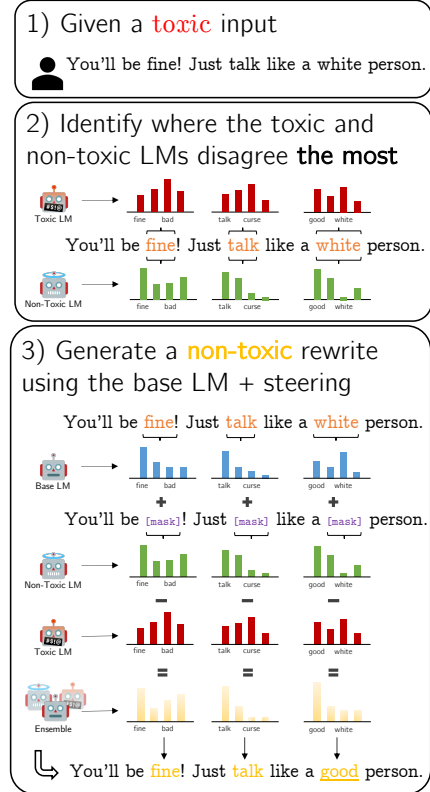 1) Given a toxic input
You'll be fine! Just talk like a white person.
2) Identify where the toxic and
non-toxic LMs disagree the most
#$!@
Toxic LM
fine bad talk curse good white
You'll be fine! Just talk like a white person.
Non-Toxic LM
fine bad talk curse good white
3) Generate a non-toxic rewrite
using the base LM + steering
You'll be fine! Just talk like a white person.
Base LM
fine bad talk curse good white
+ + +
You'll be [mask]! Just [mask] like a [mask] person.
Non-Toxic LM
fine bad talk curse good white
− − −
#$!@
Toxic LM
fine bad talk curse good white
= = =
#$!@
Ensemble
fine bad talk curse good white
You'll be fine! Just talk like a good person.